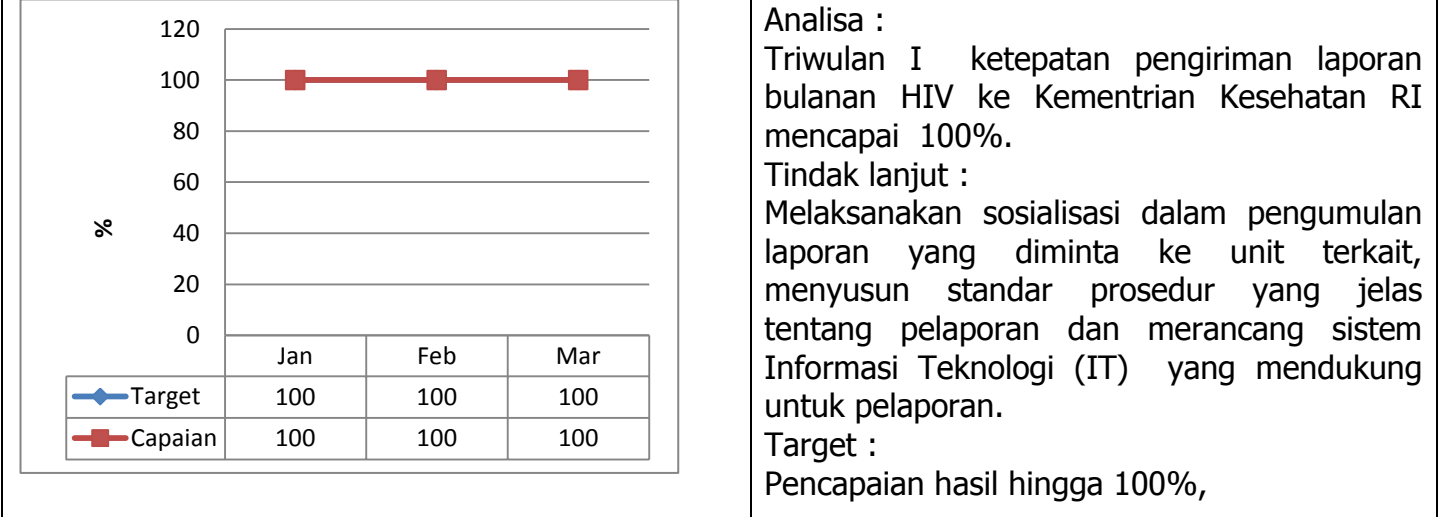 120
100
80
60
40
20
0
%
Jan Feb Mar
Target 100 100 100
Capaian 100 100 100
Analisa :
Triwulan I ketepatan pengiriman laporan
bulanan HIV ke Kementrian Kesehatan RI
mencapai 100%.
Tindak lanjut :
Melaksanakan sosialisasi dalam pengumulan
laporan yang diminta ke unit terkait,
menyusun standar prosedur yang jelas
tentang pelaporan dan merancang sistem
Informasi Teknologi (IT) yang mendukung
untuk pelaporan.
Target :
Pencapaian hasil hingga 100%,